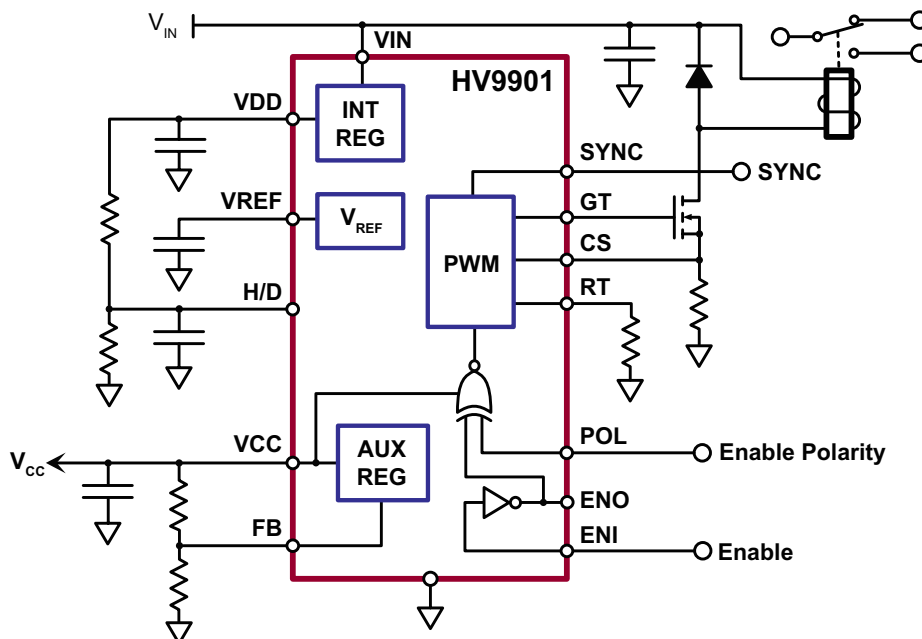 VIN
VIN
HV9901
VDD
INT
REG
SYNC
SYNC
VREF
VREF
GT
PWM
CS
H/D
RT
VCC
VCC
AUX
REG
POL
Enable Polarity
ENO
FB
ENI
Enable